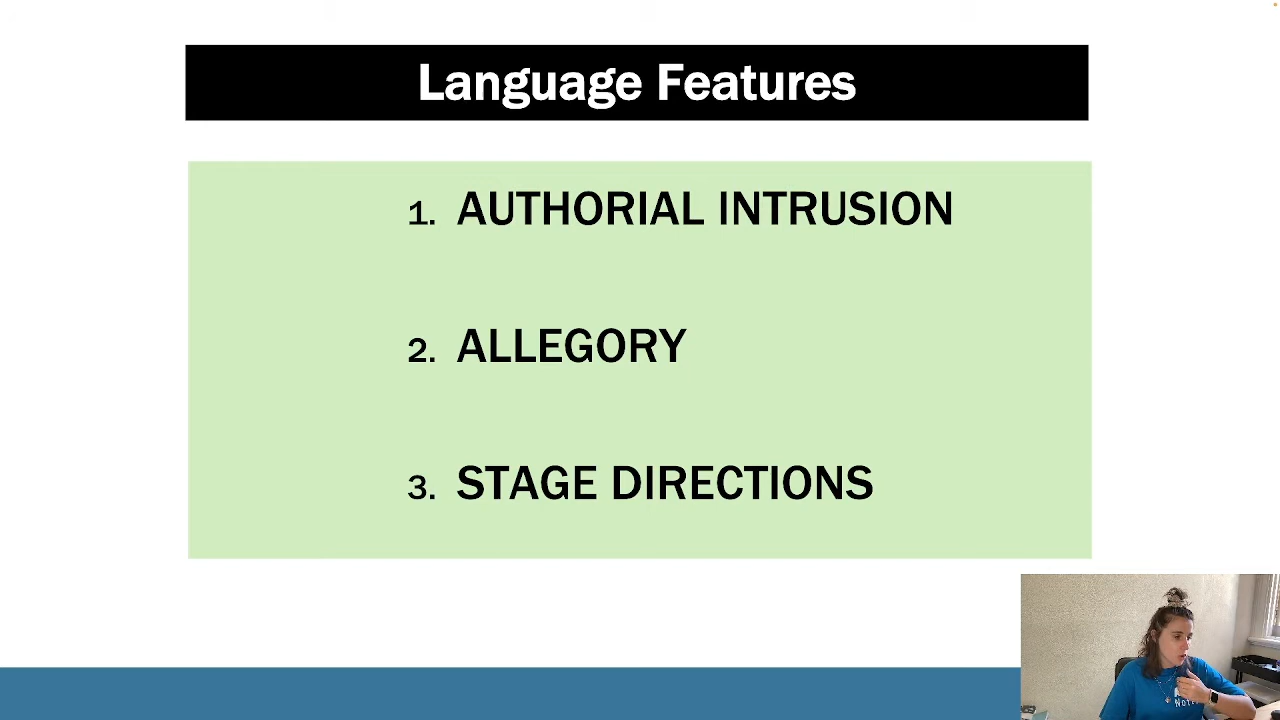 Language Features
1. AUTHORIAL INTRUSION
2. ALLEGORY
3. STAGE DIRECTIONS